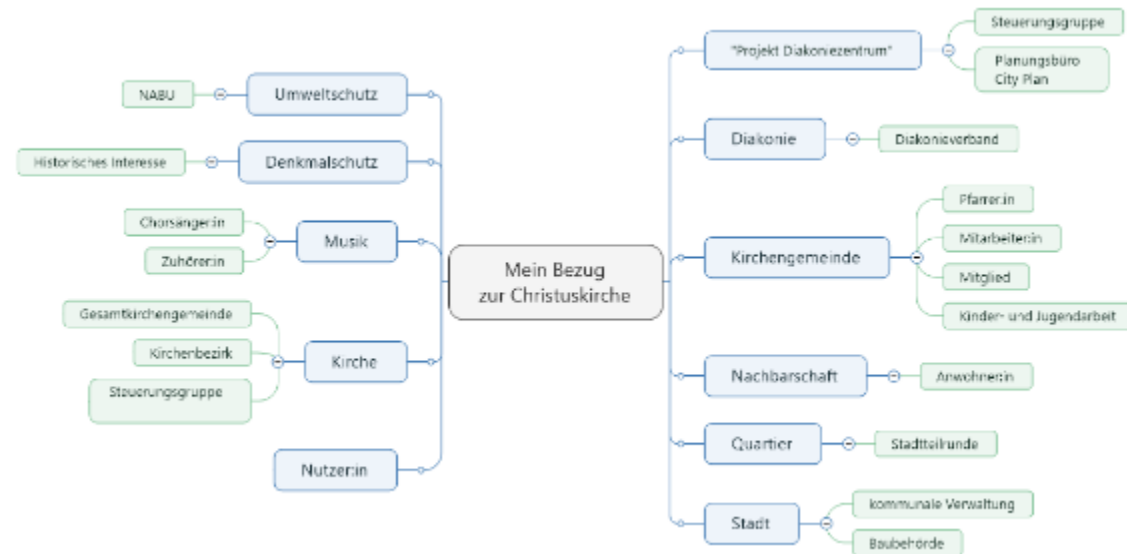 Mein Bezug
zur Christuskirche
Umweltschutz
NABU
Denkmalschutz
Historisches Interesse
Musik
Chorsänger:in
Zuhörer:in
Kirche
Gesamtkirchengemeinde
Kirchenbezirk
Steuerungsgruppe
Nutzer:in
"Projekt Diakoniezentrum"
Steuerungsgruppe
Planungsbüro
City Plan
Diakonie
Diakonieverband
Kirchengemeinde
Pfarrer:in
Mitarbeiter:in
Mitglied
Kinder- und Jugendarbeit
Nachbarschaft
Anwohner:in
Quartier
Stadtteilrunde
Stadt
kommunale Verwaltung
Baubehörde